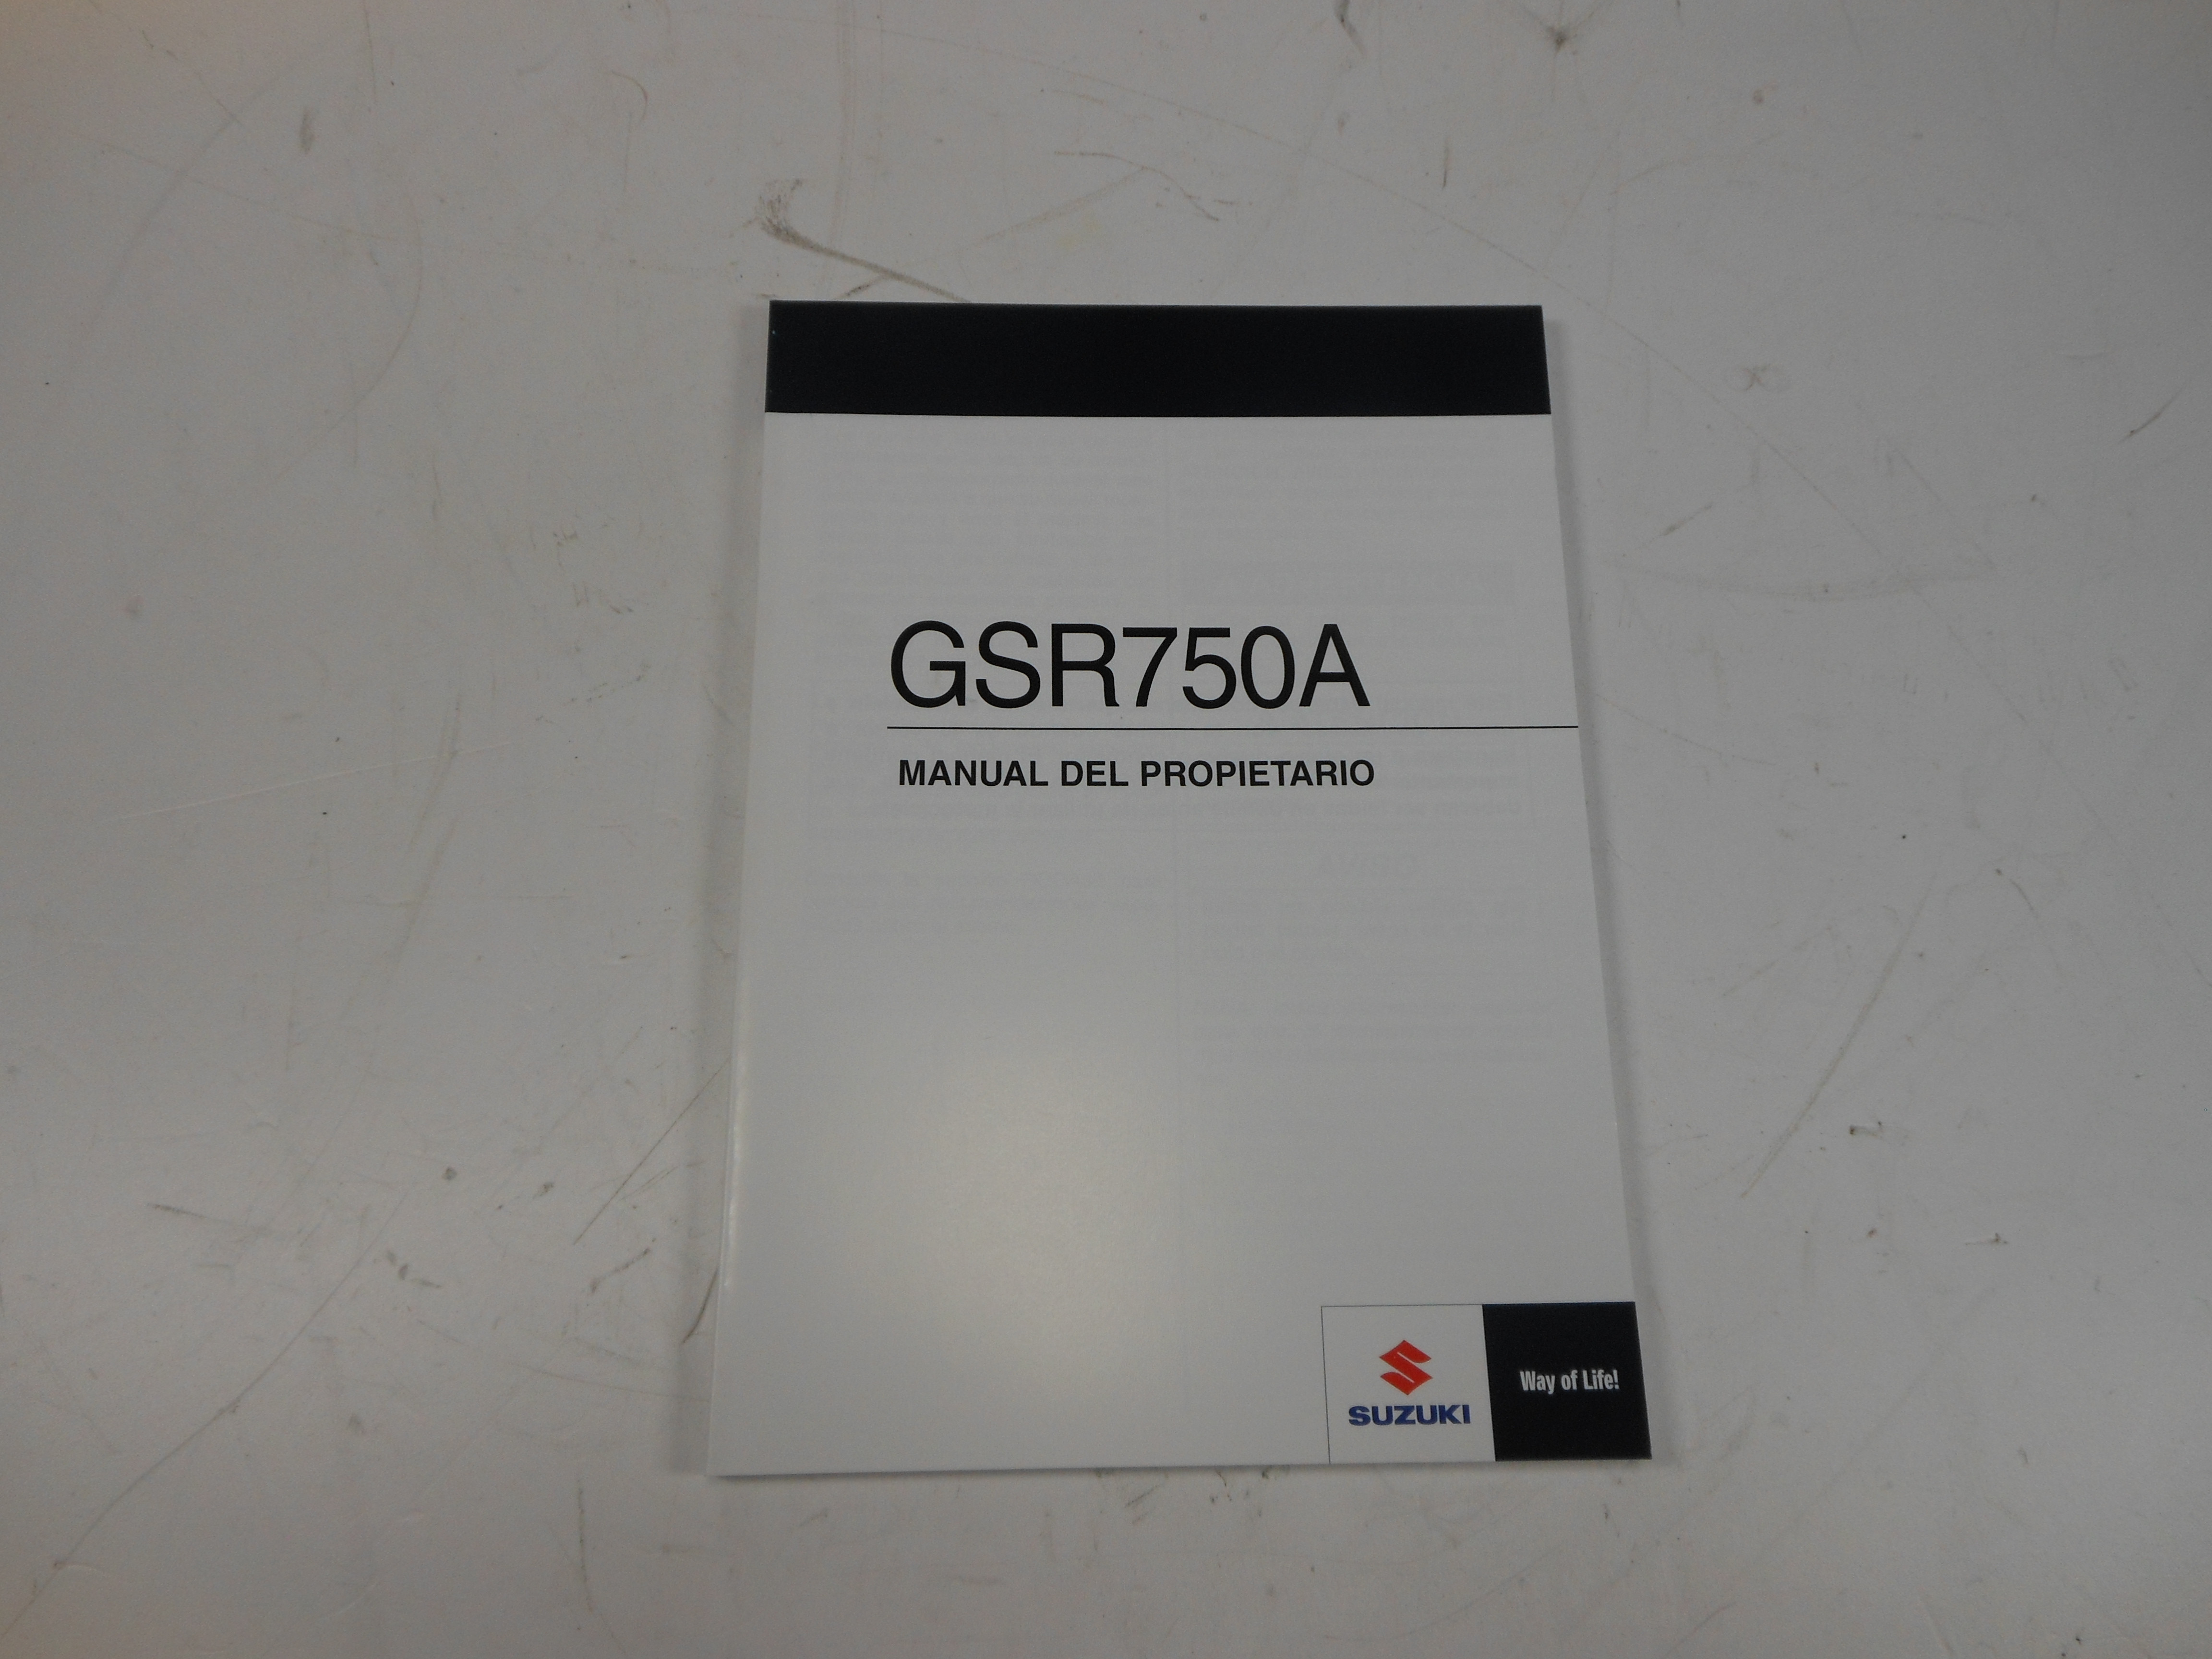 GSR750A
MANUAL DEL PROPIETARIO
SUZUKI
Way of Life!